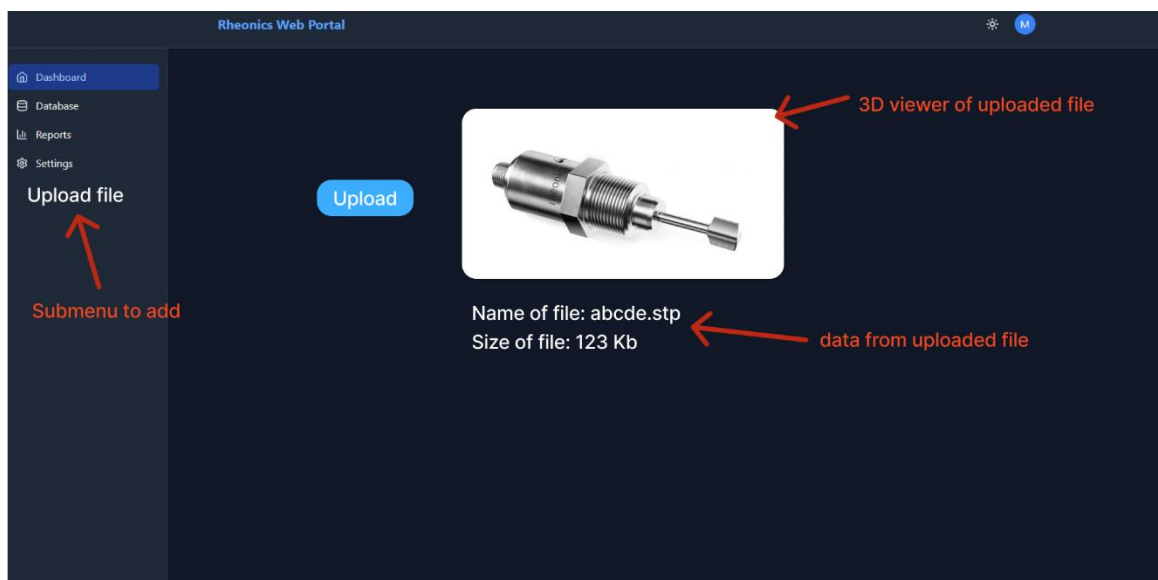 Rheonics Web Portal
M
Dashboard
Database
Reports
Settings
Upload file
Submenu to add
Upload
3D viewer of uploaded file
rheonics
Name of file: abcde.stp
Size of file: 123 Kb
data from uploaded file